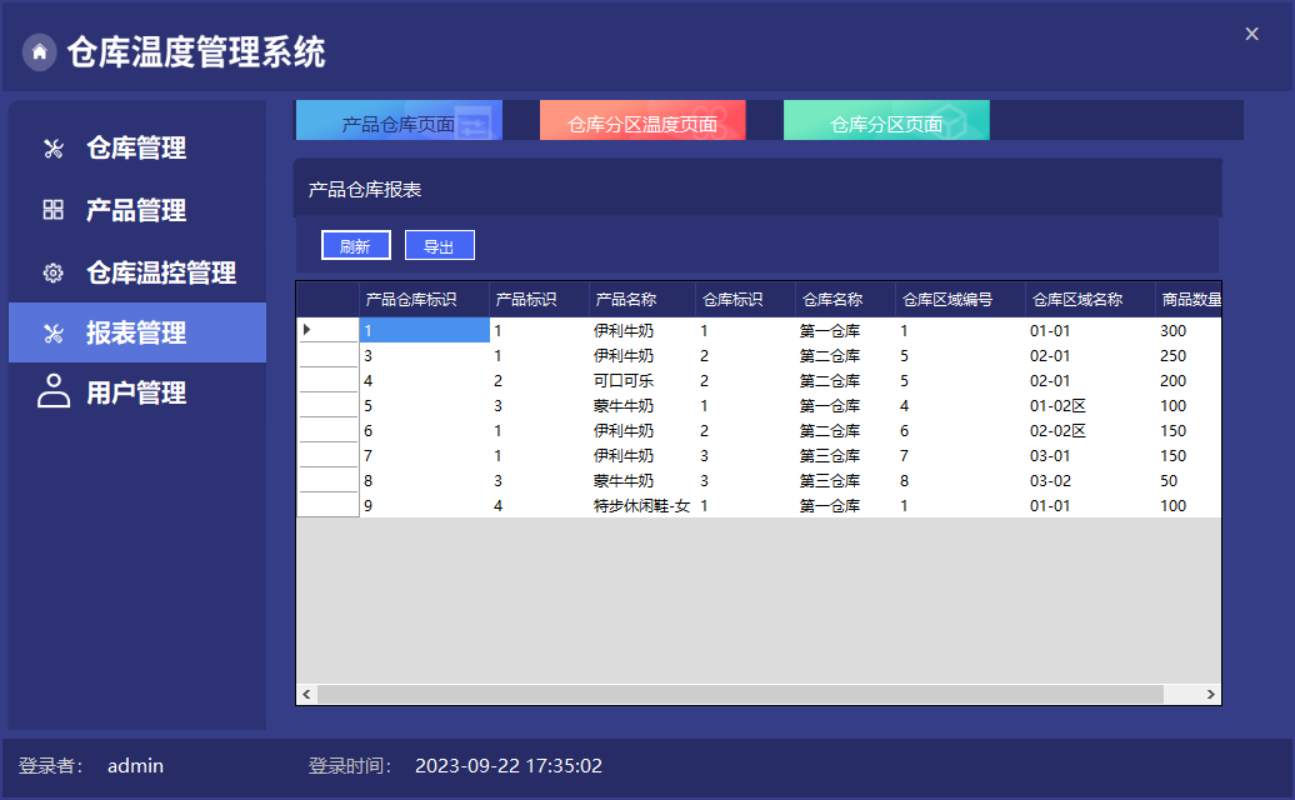 仓库温度管理系统
仓库管理
产品管理
仓库温控管理
报表管理
用户管理
产品仓库页面 仓库分区温度页面 仓库分区页面
产品仓库报表
刷新 导出
产品仓库标识 产品标识 产品名称 仓库标识 仓库名称 仓库区域编号 仓库区域名称 商品数量
1 1 伊利牛奶 1 第一仓库 1 01-01 300
3 1 伊利牛奶 2 第二仓库 5 02-01 250
4 2 可口可乐 2 第二仓库 5 02-01 200
5 3 蒙牛牛奶 1 第一仓库 4 01-02区 100
6 1 伊利牛奶 2 第二仓库 6 02-02区 150
7 1 伊利牛奶 3 第三仓库 7 03-01 150
8 3 蒙牛牛奶 3 第三仓库 8 03-02 50
9 4 特步休闲鞋-女 1 第一仓库 1 01-01 100
登录者： admin 登录时间： 2023-09-22 17:35:02